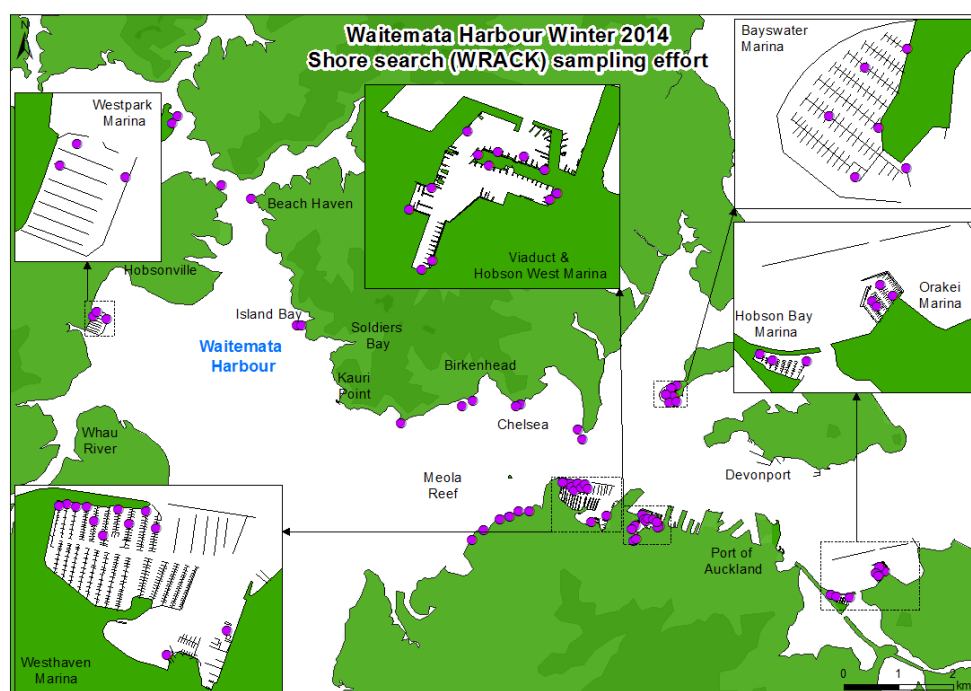 Waitemata Harbour Winter 2014
Shore search (WRACK) sampling effort
N
Bayswater
Marina
Westpark
Marina
Beach Haven
Viaduct &
Hobson West Marina
Hobsonville
Orakei
Marina
Hobson Bay
Marina
Island Bay
Soldiers
Bay
Waitemata
Harbour
Birkenhead
Kauri
Point
Chelsea
Whau
River
Devonport
Meola
Reef
Port of
Auckland
Westhaven
Marina
0 1 2
km